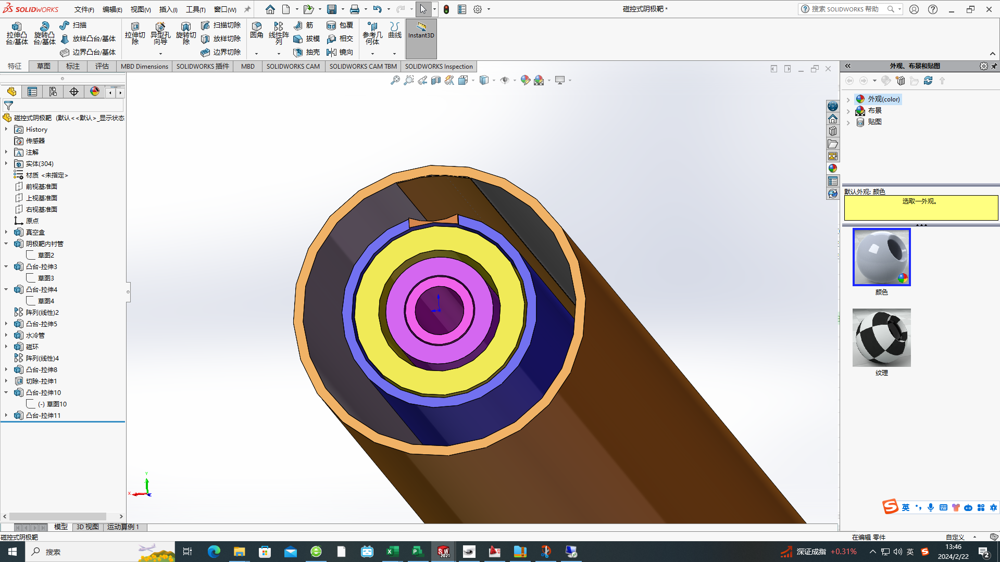 SOLIDWORKS 文件(F) 编辑(E) 视图(V) 插入(I) 工具(T) 窗口(W) 磁控式阴极靶 * 搜索 SOLIDWORKS 帮助
拉伸凸台/基体 旋转凸台/基体 扫描 放样凸台/基体 边界凸台/基体 拉伸切除 异型孔向导 旋转切除 扫描切除 放样切除 边界切除 圆角 线性阵列 筋 拔模 抽壳 包覆 相交 镜向 参考几何体 曲线 Instant3D
特征 草图 标注 评估 MBD Dimensions SOLIDWORKS 插件 MBD SOLIDWORKS CAM SOLIDWORKS CAM TBM SOLIDWORKS Inspection
磁控式阴极靶 (默认<<默认>_显示状态
History
传感器
注解
实体(304)
材质 <未指定>
前视基准面
上视基准面
右视基准面
原点
真空盒
阴极靶内衬管
草图2
凸台-拉伸3
草图3
凸台-拉伸4
草图4
阵列(线性)2
凸台-拉伸5
水冷管
磁环
阵列(线性)4
凸台-拉伸8
切除-拉伸1
凸台-拉伸10
(-) 草图10
凸台-拉伸11
Y
X
Z
外观、布景和贴图
外观(color)
布景
贴图
默认外观: 颜色
选取一外观。
颜色
纹理
英
模型 3D 视图 运动算例 1
磁控式阴极靶 在编辑 零件 自定义
搜索
SW
2021
深证成指 +0.31%
英
13:46
2024/2/22
2